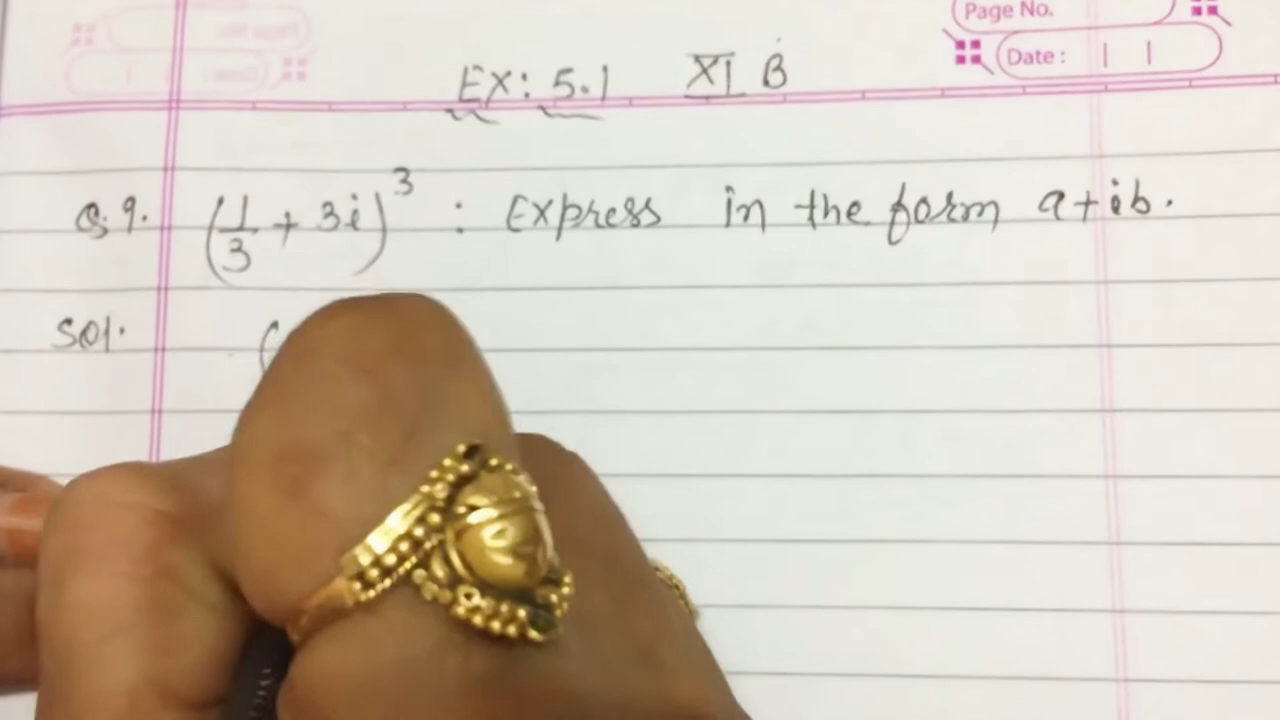 Page No.
Date :
Ex: 5.1 XI B
Q.9. (1/3 + 3i)^3 : Express in the form a+ib.
Sol. (